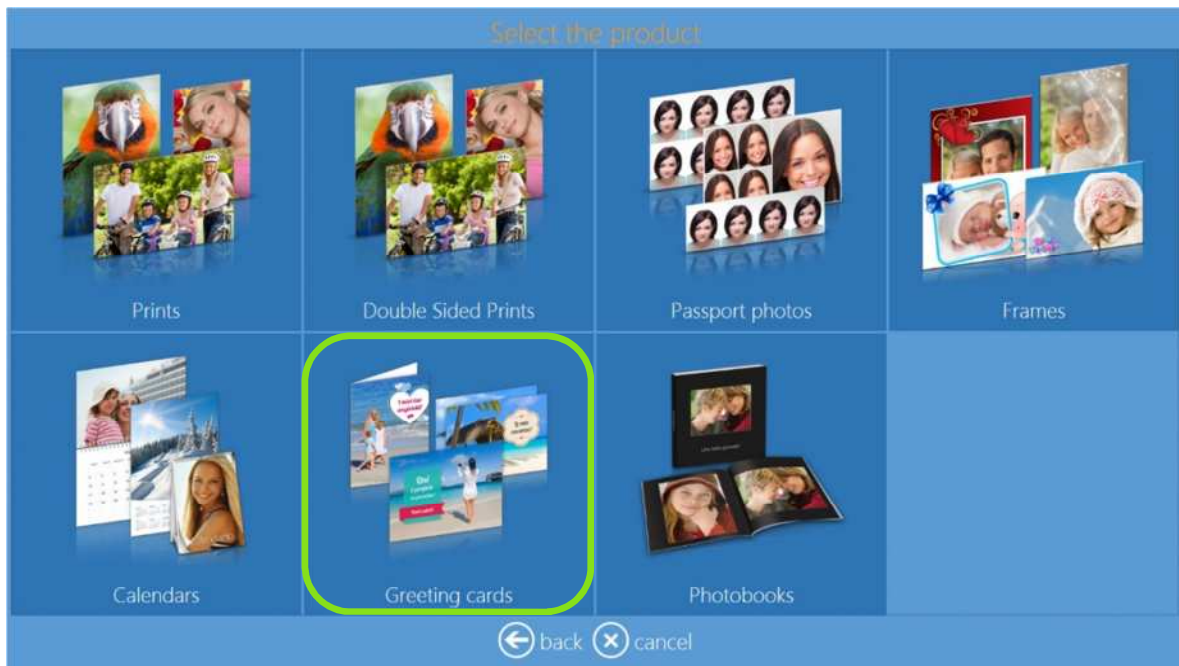 Select the product
Prints
Double Sided Prints
Passport photos
Frames
Calendars
Greeting cards
Photobooks
back
cancel